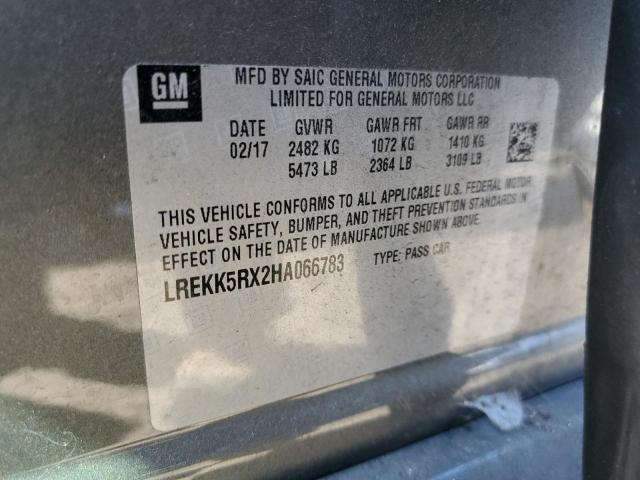 GM
MFD BY SAIC GENERAL MOTORS CORPORATION
LIMITED FOR GENERAL MOTORS LLC
DATE GVWR GAWR FRT GAWR RR
02/17 2482 KG 1072 KG 1410 KG
5473 LB 2364 LB 3109 LB
THIS VEHICLE CONFORMS TO ALL APPLICABLE U.S. FEDERAL MOTOR
VEHICLE SAFETY, BUMPER, AND THEFT PREVENTION STANDARDS IN
EFFECT ON THE DATE OF MANUFACTURE SHOWN ABOVE.
LREKK5RX2HA066783 TYPE: PASS CAR